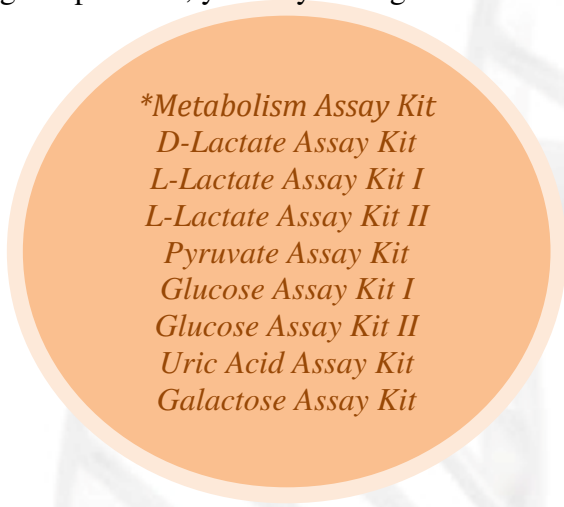 *Metabolism Assay Kit
D-Lactate Assay Kit
L-Lactate Assay Kit I
L-Lactate Assay Kit II
Pyruvate Assay Kit
Glucose Assay Kit I
Glucose Assay Kit II
Uric Acid Assay Kit
Galactose Assay Kit